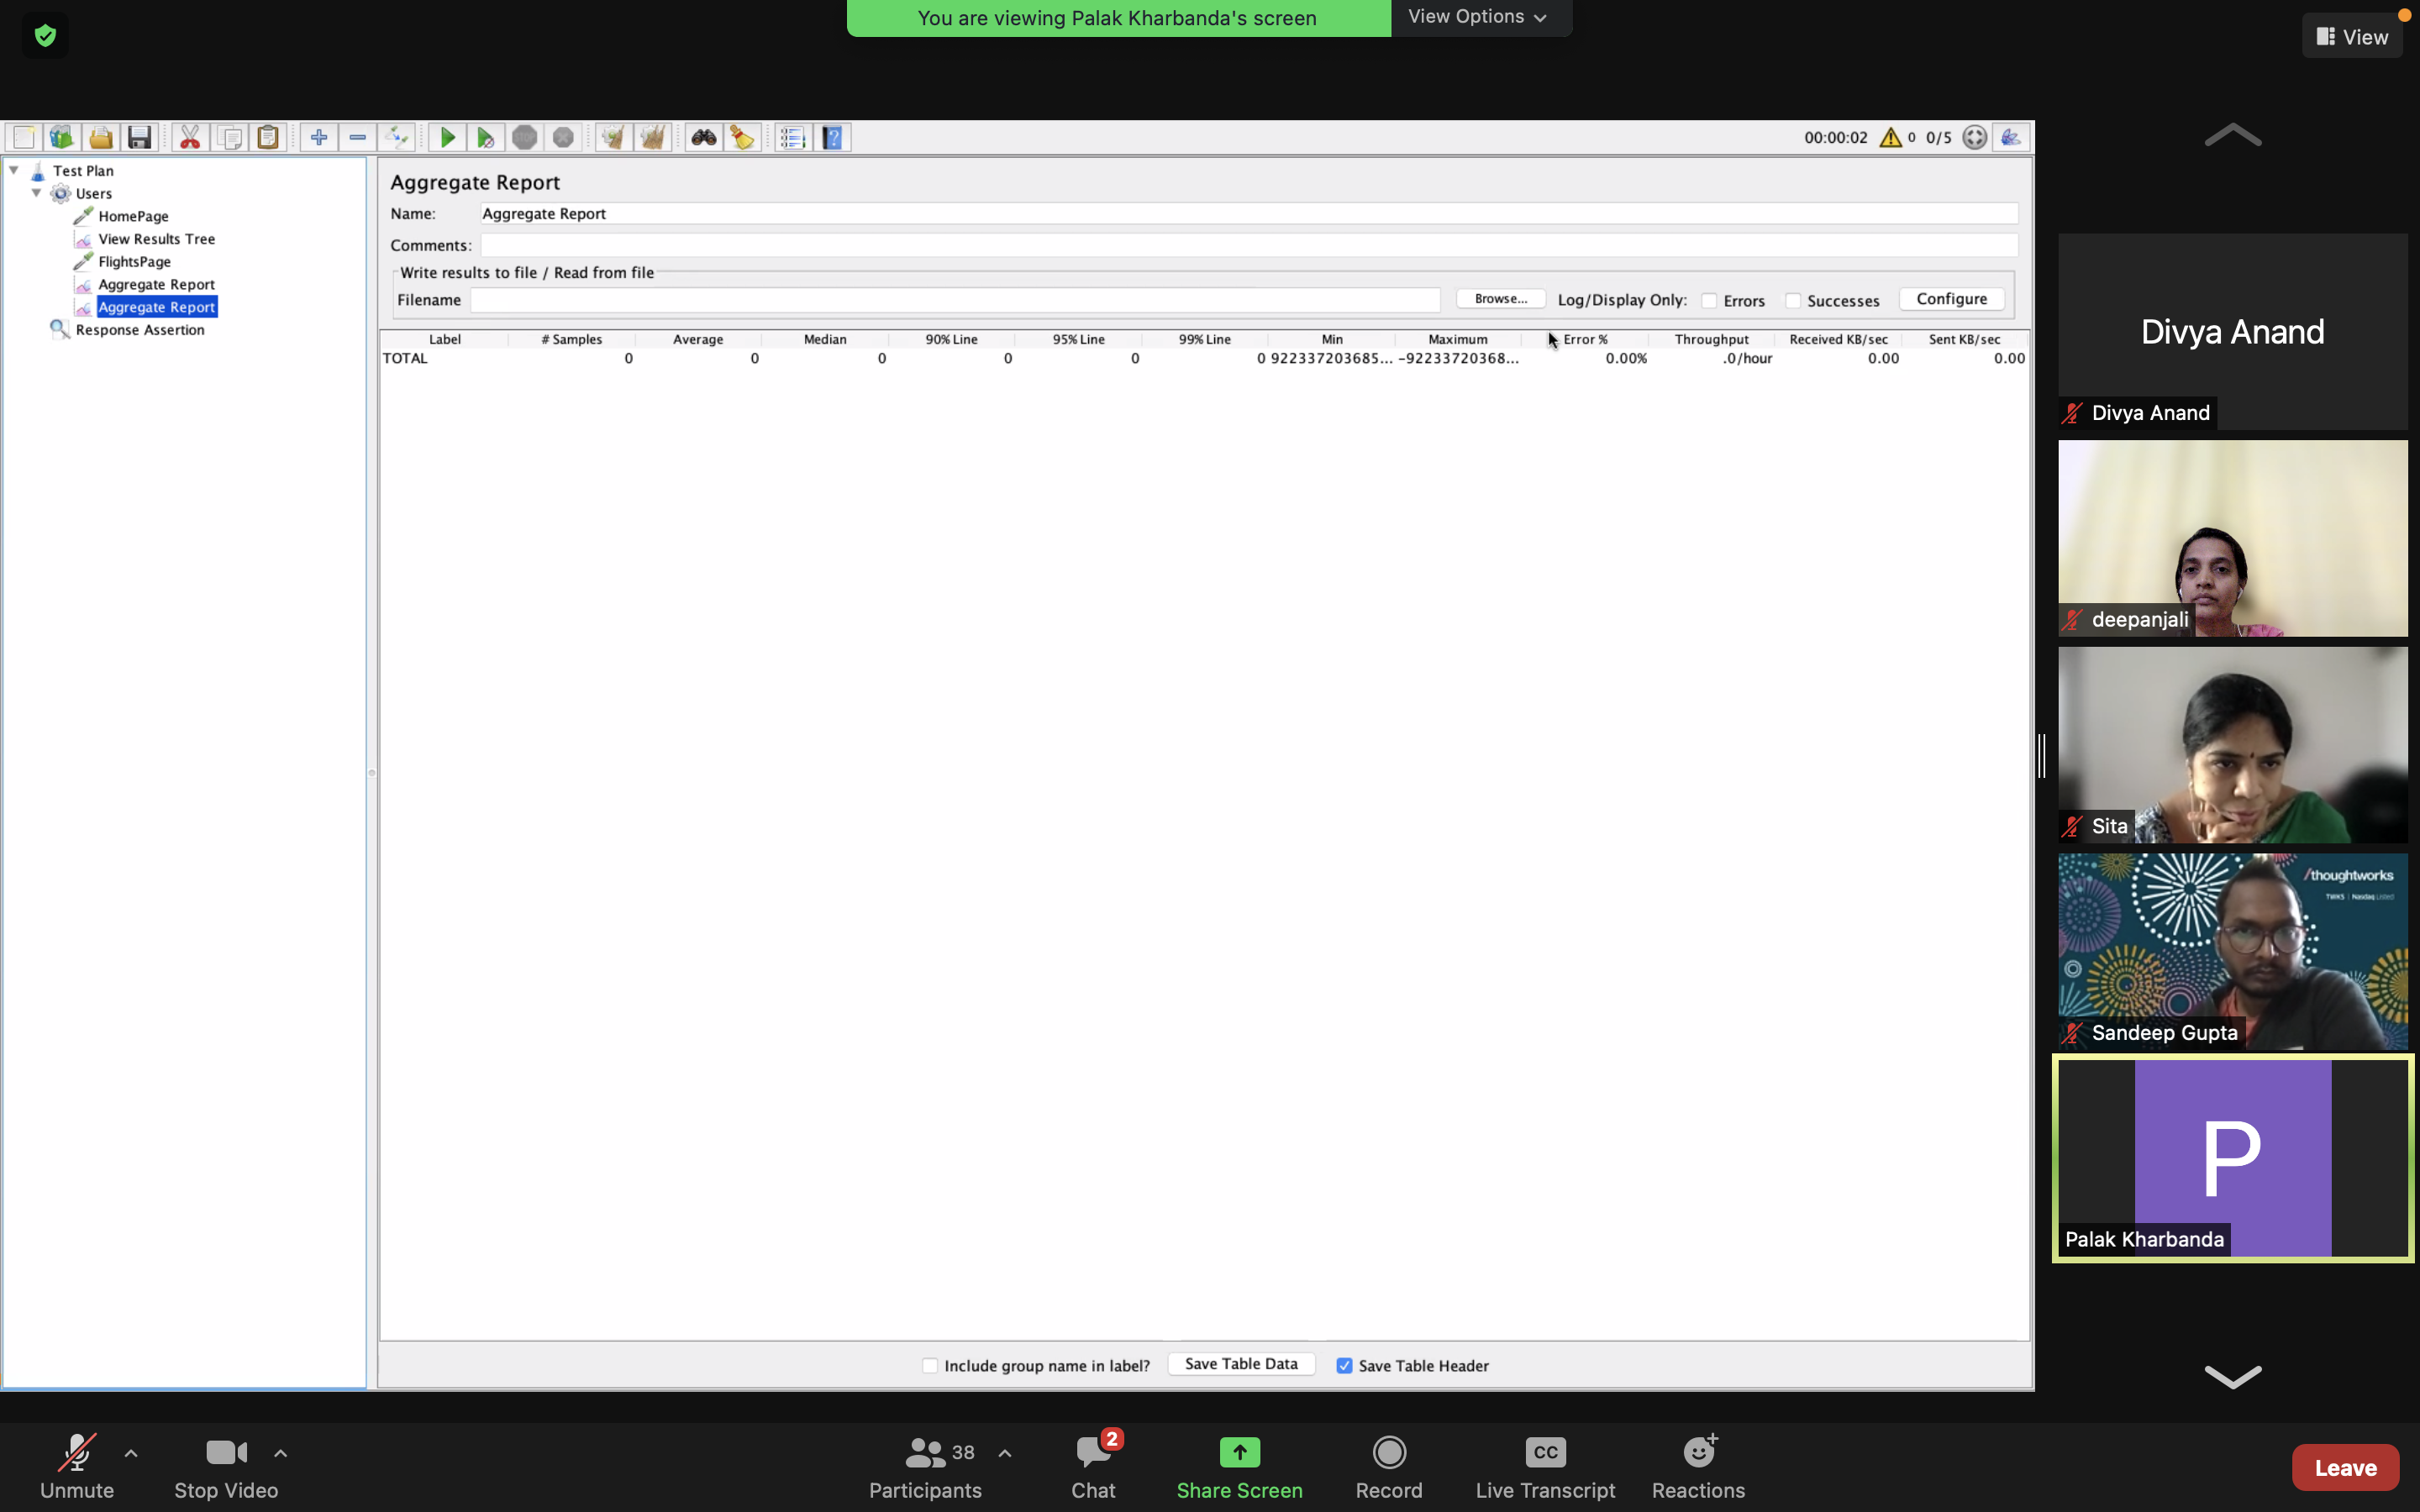 You are viewing Palak Kharbanda's screen
View Options
View
00:00:02
0
0/5
Test Plan
Users
HomePage
View Results Tree
FlightsPage
Aggregate Report
Aggregate Report
Response Assertion
Aggregate Report
Name: Aggregate Report
Comments:
Write results to file / Read from file
Filename
Browse... Log/Display Only: Errors Successes Configure
Label # Samples Average Median 90% Line 95% Line 99% Line Min Maximum Error % Throughput Received KB/sec Sent KB/sec
TOTAL 0 0 0 0 0 0 922337203685... -92233720368... 0.00% .0/hour 0.00 0.00
Include group name in label? Save Table Data Save Table Header
Divya Anand
Divya Anand
deepanjali
Sita
/thoughtworks
TWKS | Nasdaq Listed
Sandeep Gupta
P
Palak Kharbanda
Unmute
Stop Video
38
Participants
2
Chat
Share Screen
Record
CC
Live Transcript
Reactions
Leave